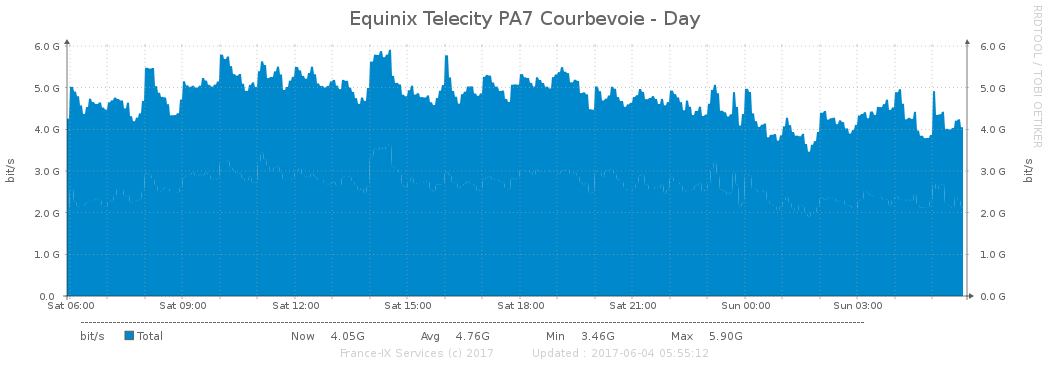 Equinix Telecity PA7 Courbevoie - Day
RRDTOOL / TOBI OETIKER
6.0 G 6.0 G
5.0 G 5.0 G
4.0 G 4.0 G
3.0 G 3.0 G
2.0 G 2.0 G
1.0 G 1.0 G
0.0 0.0 G
bit/s bit/s
Sat 06:00 Sat 09:00 Sat 12:00 Sat 15:00 Sat 18:00 Sat 21:00 Sun 00:00 Sun 03:00
bit/s Total Now 4.05G Avg 4.76G Min 3.46G Max 5.90G
France-IX Services (c) 2017 Updated : 2017-06-04 05:55:12